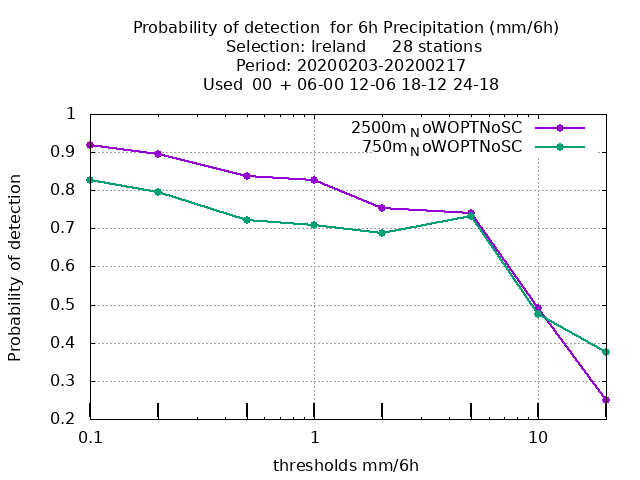 Probability of detection  for 6h Precipitation (mm/6h)
Selection: Ireland     28 stations
Period: 20200203-20200217
Used  00  + 06-00 12-06 18-12 24-18
2500m_NoWOPTNoSC
750m_NoWOPTNoSC
1
0.9
0.8
0.7
0.6
0.5
0.4
0.3
0.2
Probability of detection
0.1 1 10
thresholds mm/6h